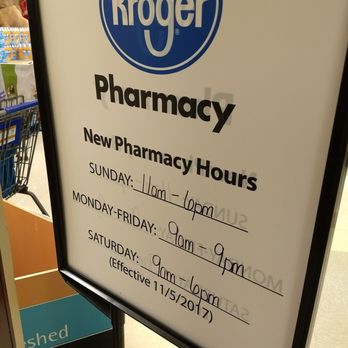 Kroger
Pharmacy
New Pharmacy Hours
SUNDAY: 11am - 6pm
MONDAY-FRIDAY: 9am - 9pm
SATURDAY: 9am - 6pm
(Effective 11/5/2017)
shed